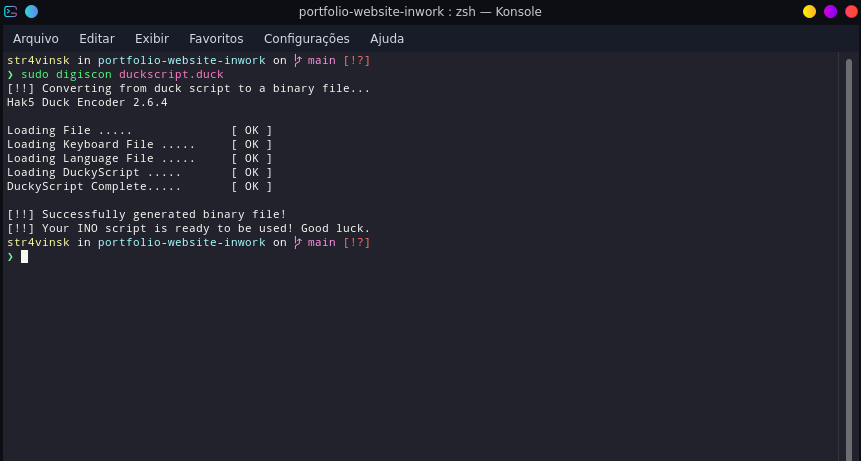 portfolio-website-inwork : zsh — Konsole
Arquivo Editar Exibir Favoritos Configurações Ajuda
str4vinsk in portfolio-website-inwork on main [!?]
❯ sudo digiscon duckscript.duck
[!!] Converting from duck script to a binary file...
Hak5 Duck Encoder 2.6.4
Loading File ..... [ OK ]
Loading Keyboard File ..... [ OK ]
Loading Language File ..... [ OK ]
Loading DuckyScript ..... [ OK ]
DuckyScript Complete..... [ OK ]
[!!] Successfully generated binary file!
[!!] Your INO script is ready to be used! Good luck.
str4vinsk in portfolio-website-inwork on main [!?]
❯